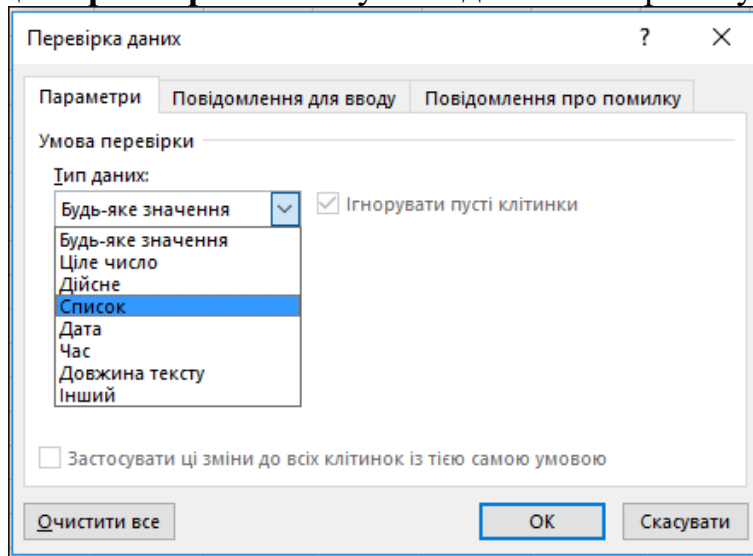 Перевірка даних
?
Параметри Повідомлення для вводу Повідомлення про помилку
Умова перевірки
Тип даних:
Будь-яке значення Ігнорувати пусті клітинки
Будь-яке значення
Ціле число
Дійсне
Список
Дата
Час
Довжина тексту
Інший
Застосувати ці зміни до всіх клітинок із тією самою умовою
Очистити все ОК Скасувати